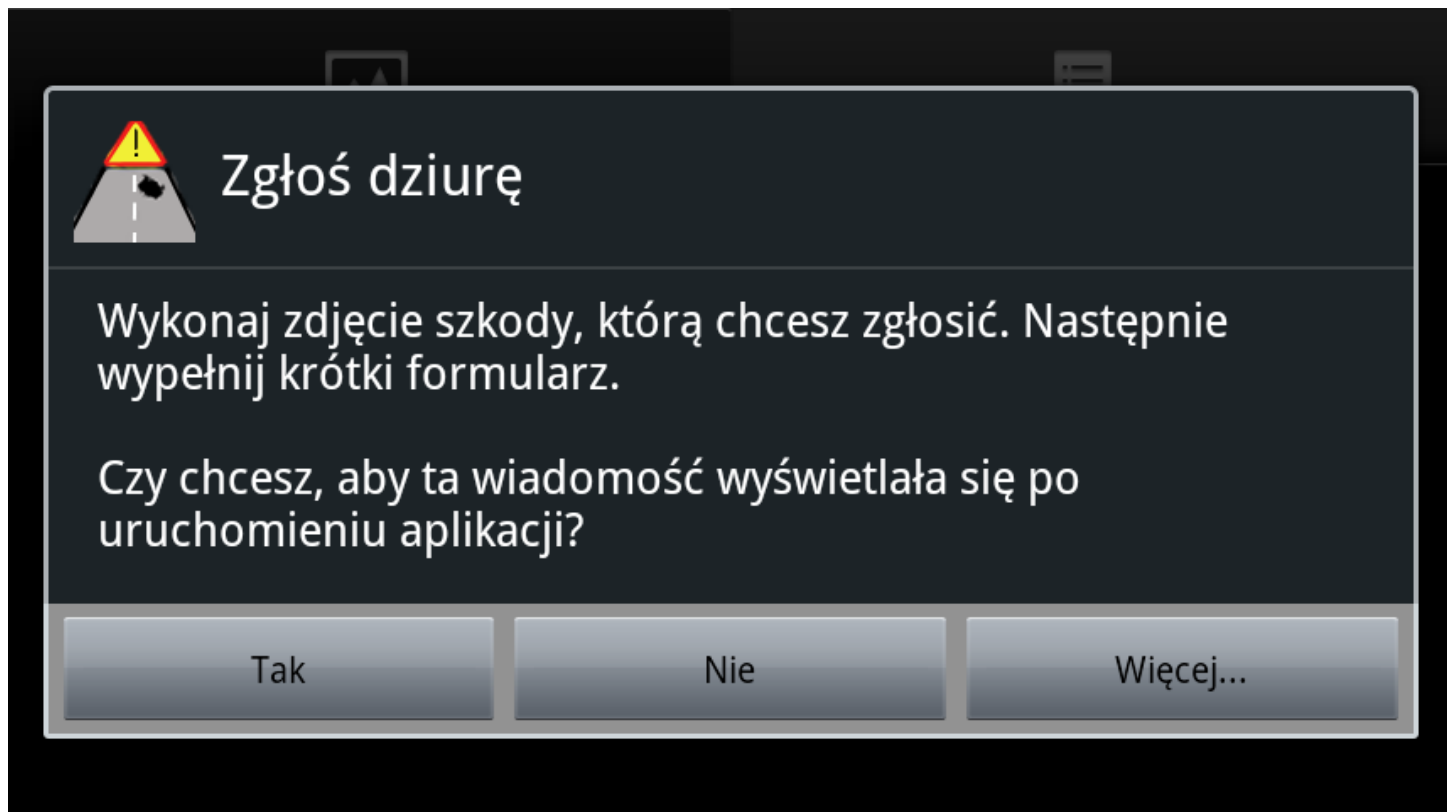 Zgłoś dziurę
Wykonaj zdjęcie szkody, którą chcesz zgłosić. Następnie
wypełnij krótki formularz.
Czy chcesz, aby ta wiadomość wyświetlała się po
uruchomieniu aplikacji?
Tak
Nie
Więcej...